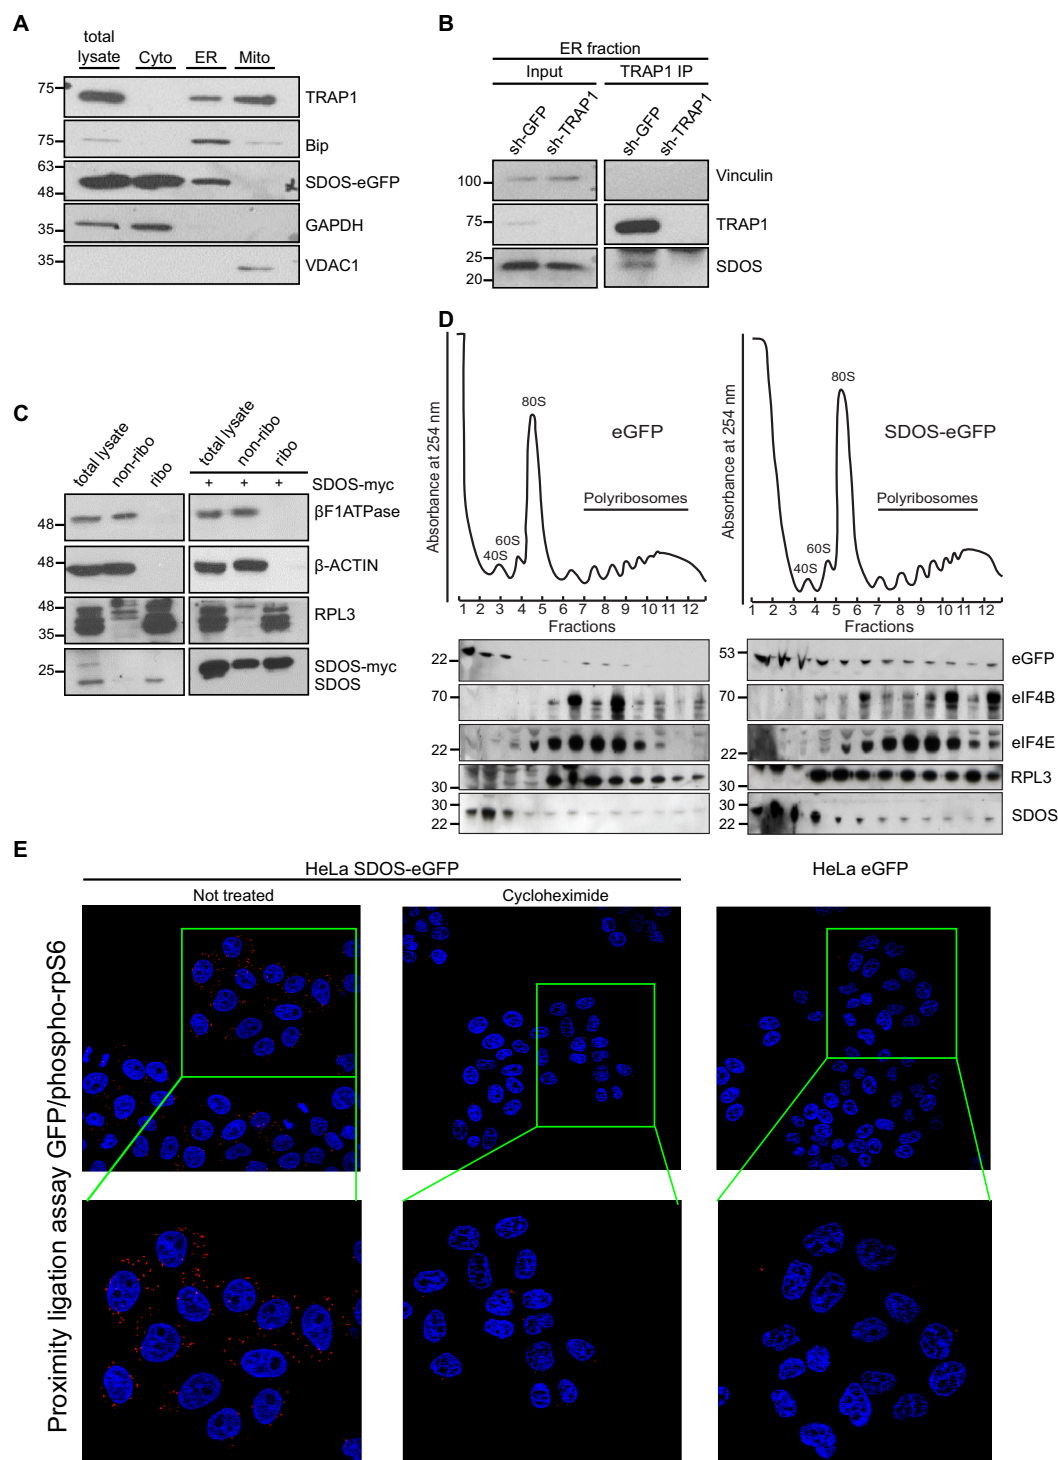 A
total
lysate Cyto ER Mito
75 TRAP1
75 Bip
63
48 SDOS-eGFP
35 GAPDH
35 VDAC1
B
ER fraction
Input TRAP1 IP
sh-GFP sh-TRAP1 sh-GFP sh-TRAP1
100 Vinculin
75 TRAP1
25
20 SDOS
C
total lysate non-ribo ribo total lysate non-ribo ribo
+ + + SDOS-myc
48 βF1ATPase
48 β-ACTIN
48
35 RPL3
25 SDOS-myc
SDOS
D
Absorbance at 254 nm
80S
eGFP
Polyribosomes
60S
40S
1 2 3 4 5 6 7 8 9 10 11 12
Fractions
Absorbance at 254 nm
80S
SDOS-eGFP
Polyribosomes
60S
40S
1 2 3 4 5 6 7 8 9 10 11 12
Fractions
22 53 eGFP
70 70 eIF4B
22 22 eIF4E
30 30 RPL3
30 30
22 22 SDOS
E
HeLa SDOS-eGFP HeLa eGFP
Not treated Cycloheximide
Proximity ligation assay GFP/phospho-rpS6